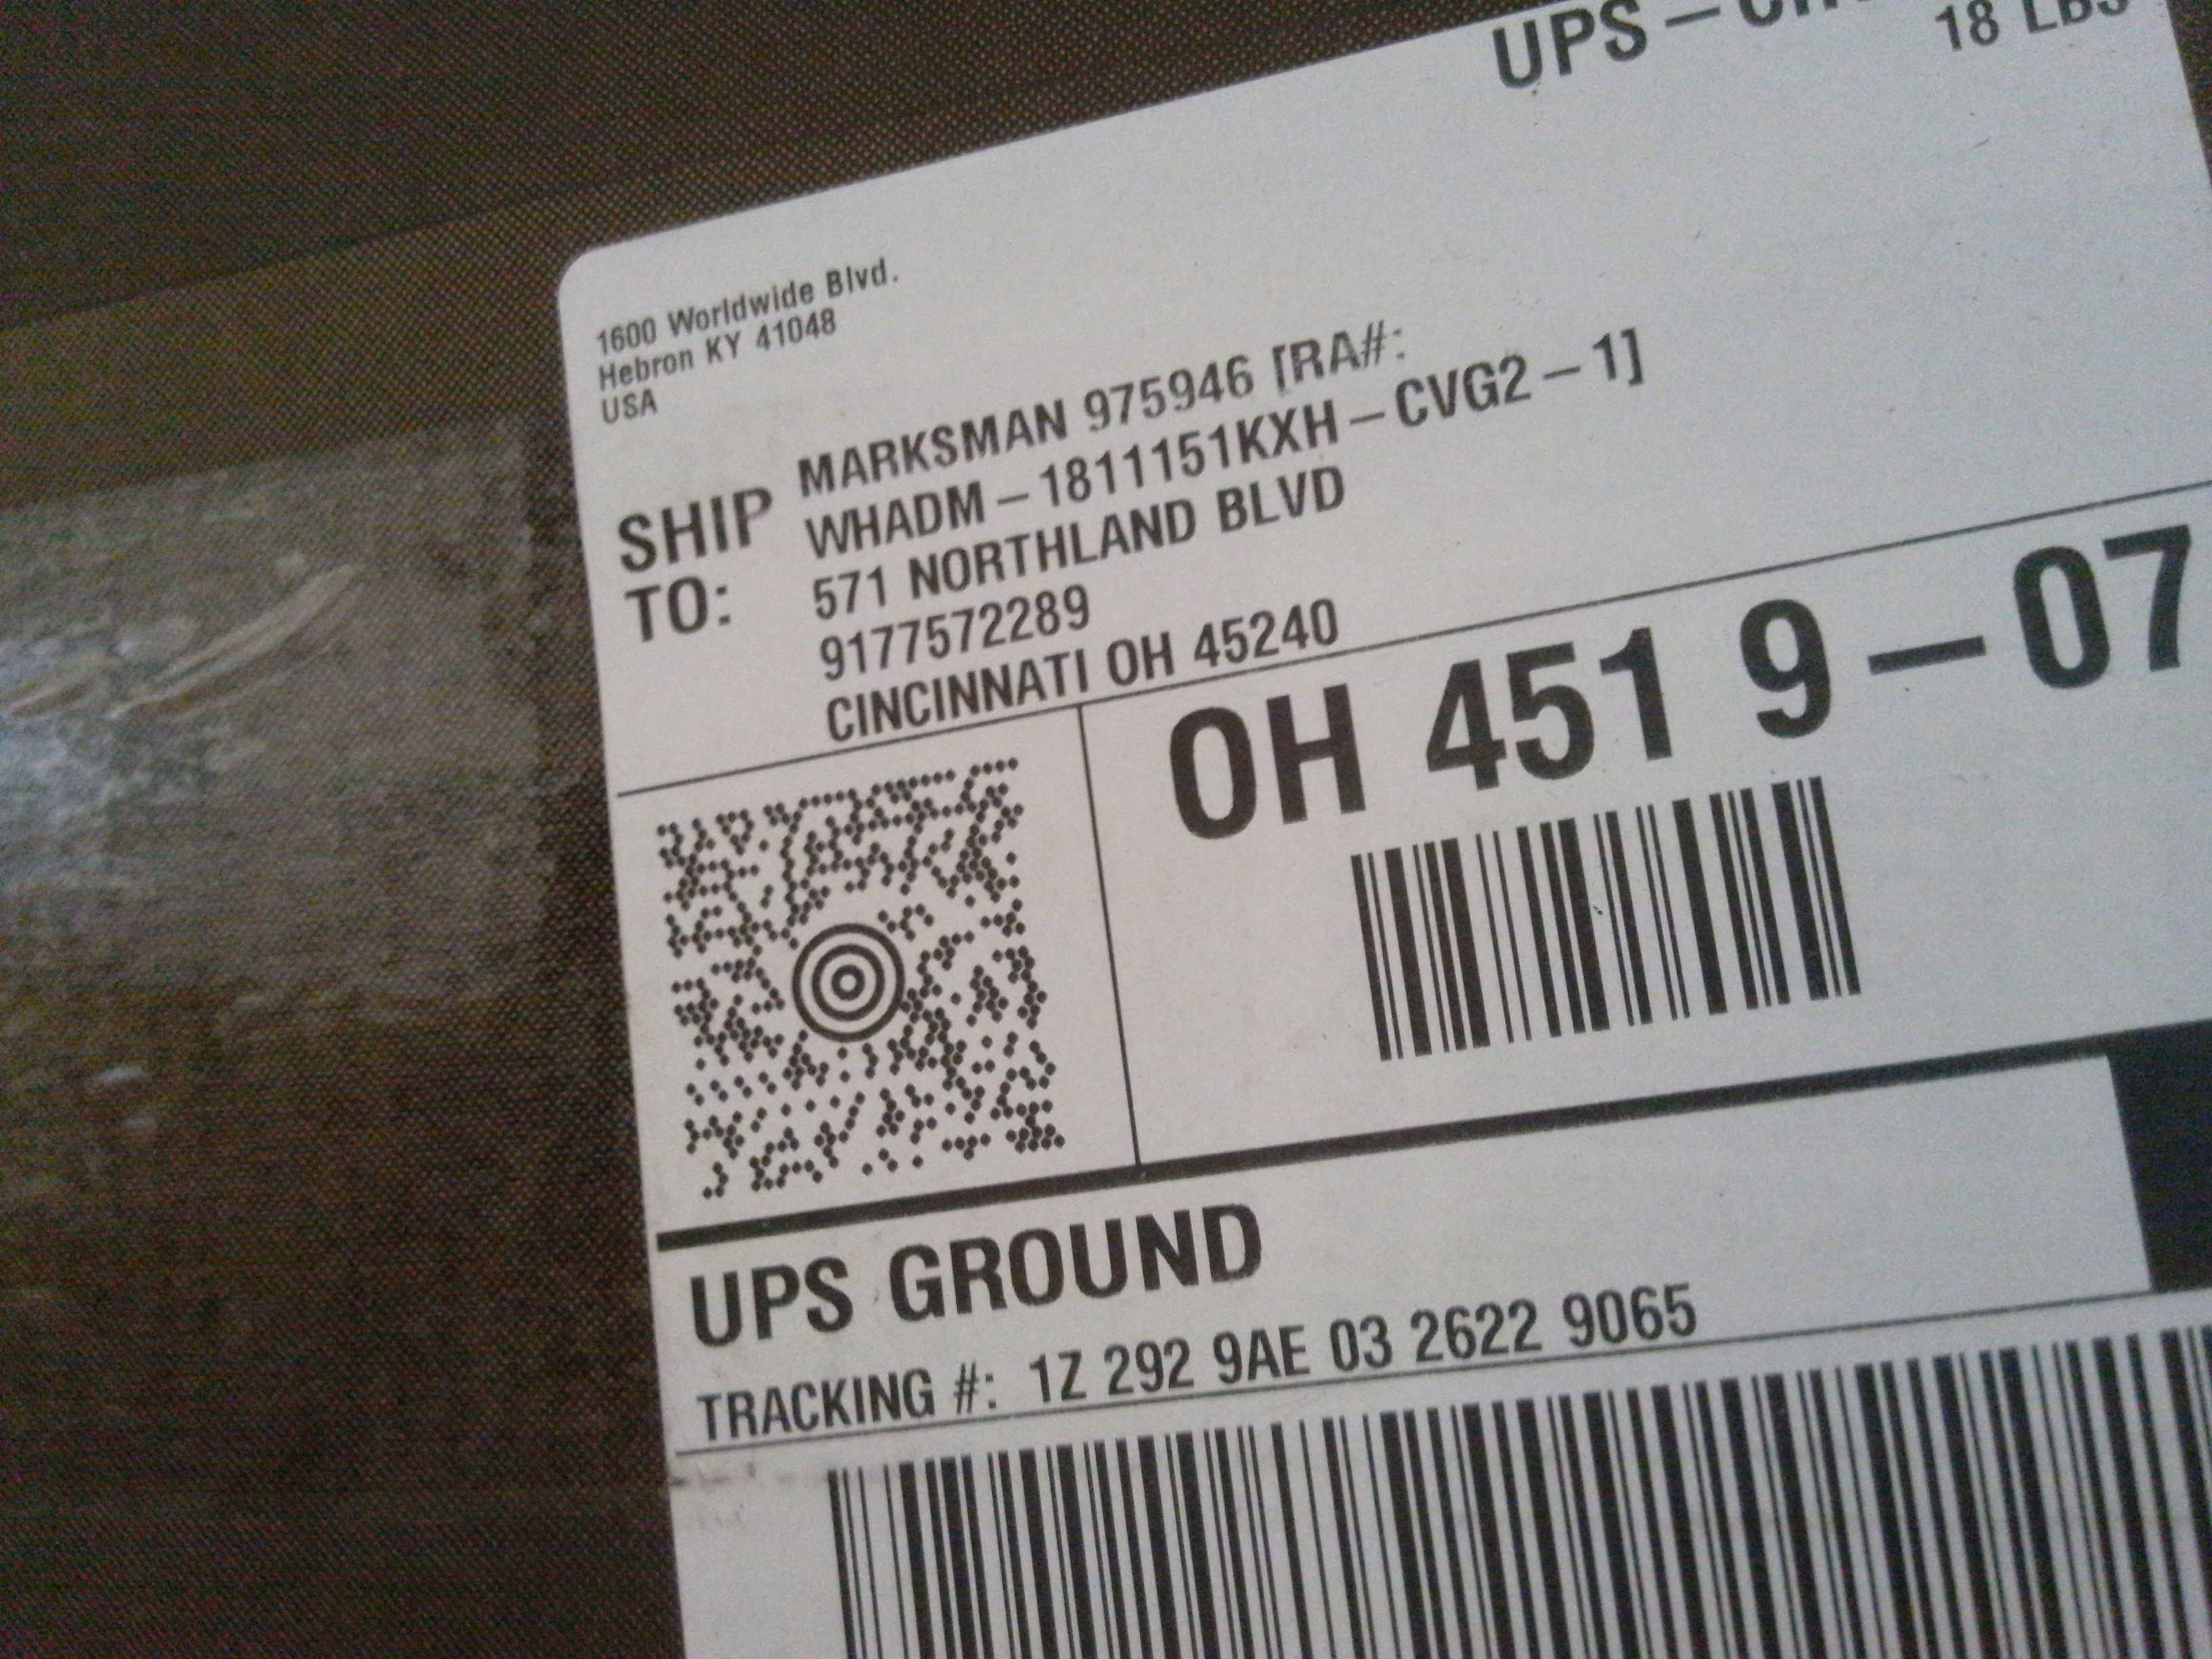 UPS –
18 LBS
1600 Worldwide Blvd.
Hebron KY 41048
USA
SHIP TO:
MARKSMAN 975946 [RA#:
WHADM – 1811151KXH – CVG2 – 1]
571 NORTHLAND BLVD
9177572289
CINCINNATI OH 45240
OH 451 9 – 07
UPS GROUND
TRACKING #: 1Z 292 9AE 03 2622 9065